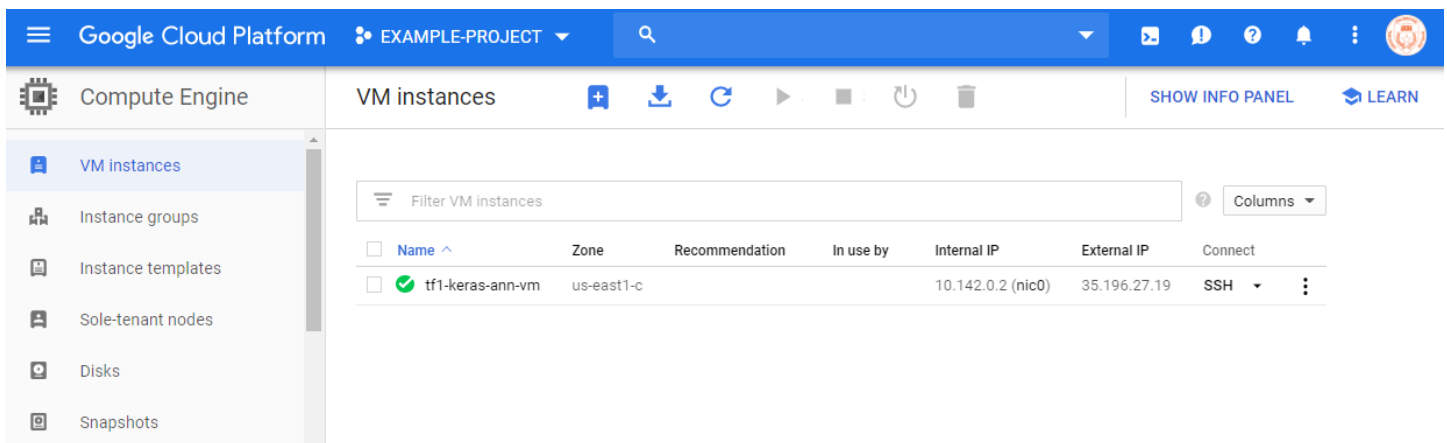 Google Cloud Platform EXAMPLE-PROJECT
Compute Engine VM instances SHOW INFO PANEL LEARN
VM instances
Instance groups
Instance templates
Sole-tenant nodes
Disks
Snapshots
Filter VM instances Columns
Name Zone Recommendation In use by Internal IP External IP Connect
tf1-keras-ann-vm us-east1-c 10.142.0.2 (nic0) 35.196.27.19 SSH